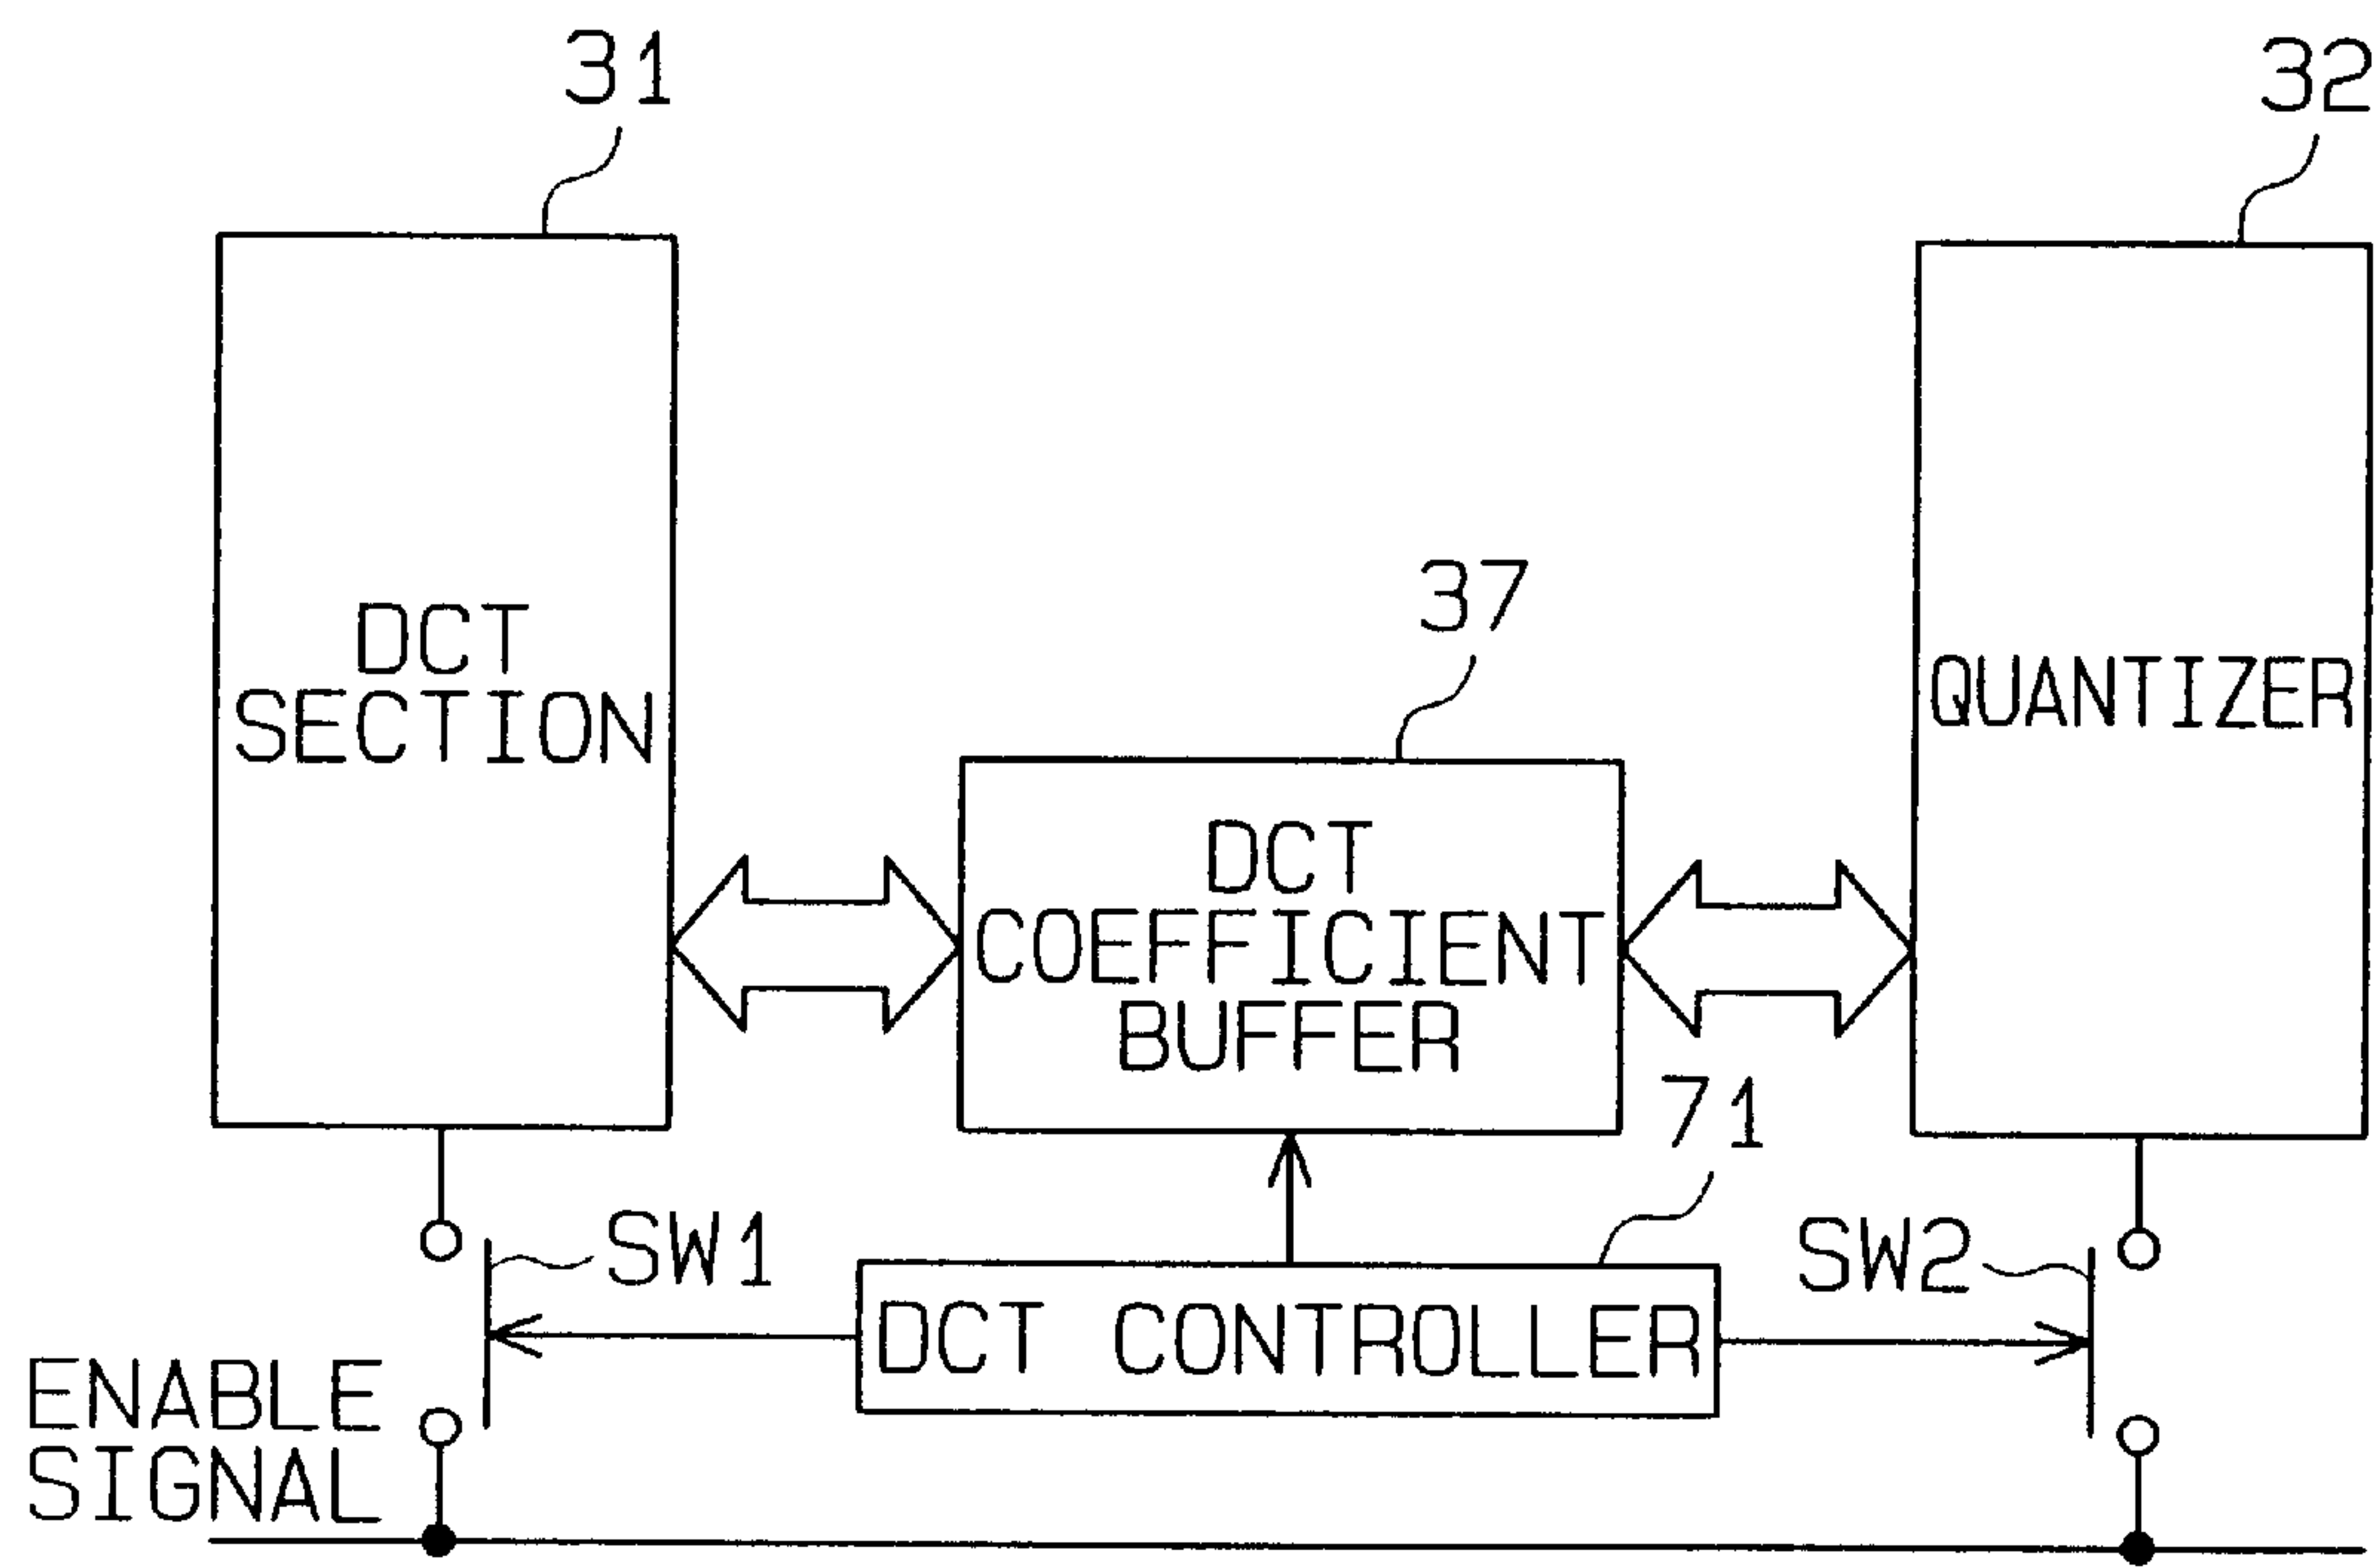 31
32
DCT
SECTION
37
QUANTIZER
DCT
COEFFICIENT
BUFFER
71
SW1
SW2
DCT CONTROLLER
ENABLE
SIGNAL